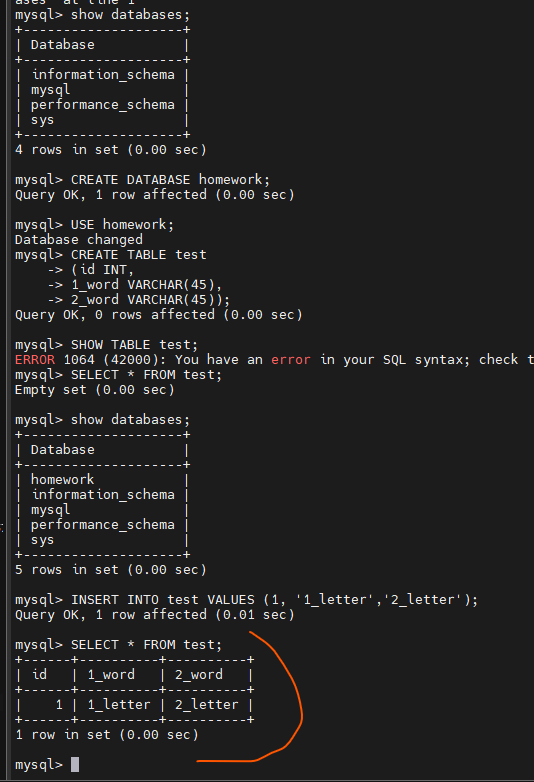 ases' at line 1
mysql> show databases;
+--------------------+
| Database           |
+--------------------+
| information_schema |
| mysql              |
| performance_schema |
| sys                |
+--------------------+
4 rows in set (0.00 sec)
mysql> CREATE DATABASE homework;
Query OK, 1 row affected (0.00 sec)
mysql> USE homework;
Database changed
mysql> CREATE TABLE test
    -> (id INT,
    -> 1_word VARCHAR(45),
    -> 2_word VARCHAR(45));
Query OK, 0 rows affected (0.00 sec)
mysql> SHOW TABLE test;
ERROR 1064 (42000): You have an error in your SQL syntax; check t
mysql> SELECT * FROM test;
Empty set (0.00 sec)
mysql> show databases;
+--------------------+
| Database           |
+--------------------+
| homework           |
| information_schema |
| mysql              |
| performance_schema |
| sys                |
+--------------------+
5 rows in set (0.00 sec)
mysql> INSERT INTO test VALUES (1, '1_letter','2_letter');
Query OK, 1 row affected (0.01 sec)
mysql> SELECT * FROM test;
+------+----------+----------+
| id   | 1_word   | 2_word   |
+------+----------+----------+
|    1 | 1_letter | 2_letter |
+------+----------+----------+
1 row in set (0.00 sec)
mysql>